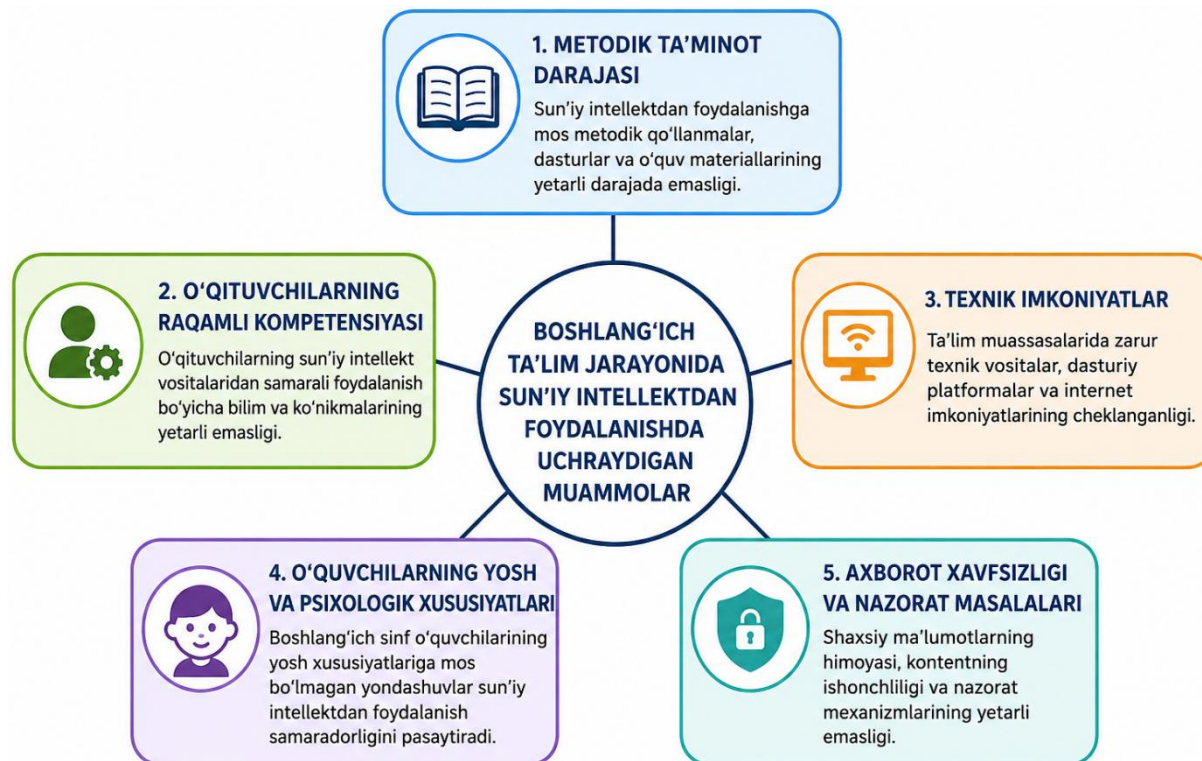 1. METODIK TA’MINOT
DARAJASI
Sun’iy intellektdan foydalanishga
mos metodik qo‘llanmalar,
dasturlar va o‘quv materiallarining
yetarli darajada emasligi.
2. O‘QITUVCHILARNING
RAQAMLI KOMPETENSIYASI
O‘qituvchilarning sun’iy intellekt
vositalaridan samarali foydalanish
bo‘yicha bilim va ko‘nikmalarining
yetarli emasligi.
BOSHLANG‘ICH
TA’LIM JARAYONIDA
SUN’IY INTELLEKTDAN
FOYDALANISHDA
UCHRAYDIGAN
MUAMMOLAR
3. TEXNIK IMKONIYATLAR
Ta’lim muassasalarida zarur
texnik vositalar, dasturiy
platformalar va internet
imkoniyatlarining cheklanganligi.
4. O‘QUVCHILARNING YOSH
VA PSIXOLOGIK XUSUSIYATLARI
Boshlang‘ich sinf o‘quvchilarining
yosh xususiyatlariga mos
bo‘lmagan yondashuvlar sun’iy
intellektdan foydalanish
samaradorligini pasaytiradi.
5. AXBOROT XAVFSIZLIGI
VA NAZORAT MASALALARI
Shaxsiy ma’lumotlarning
himoyasi, kontentning
ishonchliligi va nazorat
mexanizmlarining yetarli
emasligi.